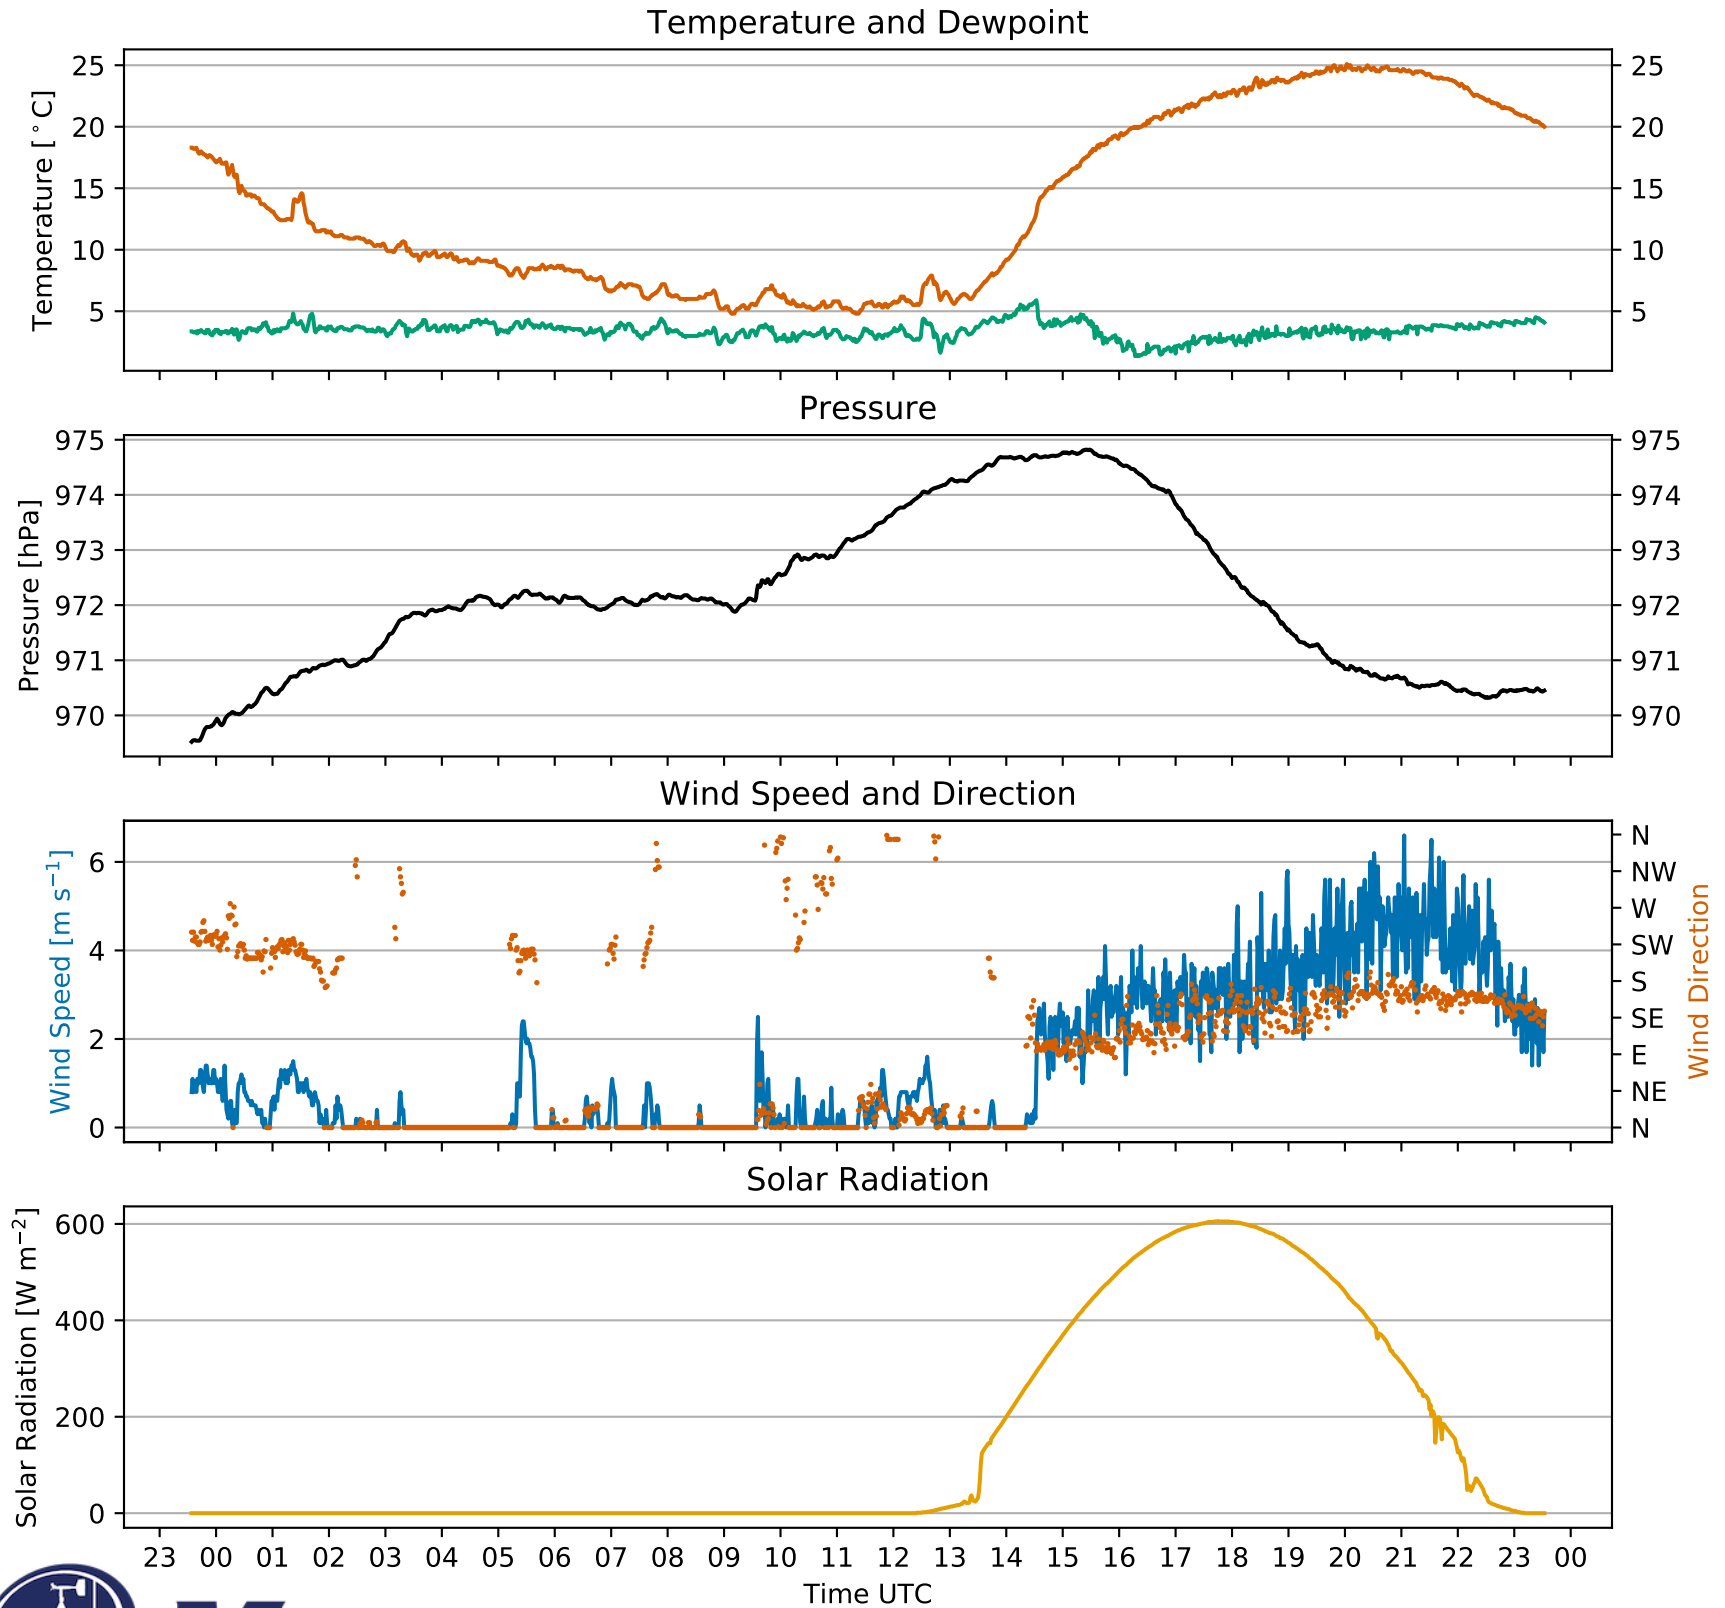 Temperature and Dewpoint
Temperature [°C]
25 25
20 20
15 15
10 10
5 5
Pressure
Pressure [hPa]
975 975
974 974
973 973
972 972
971 971
970 970
Wind Speed and Direction
Wind Speed [m s⁻¹]
6
4
2
0
N
NW
W
SW
S
SE
E
NE
N
Wind Direction
Solar Radiation
Solar Radiation [W m⁻²]
600
400
200
0
23 00 01 02 03 04 05 06 07 08 09 10 11 12 13 14 15 16 17 18 19 20 21 22 23 00
Time UTC